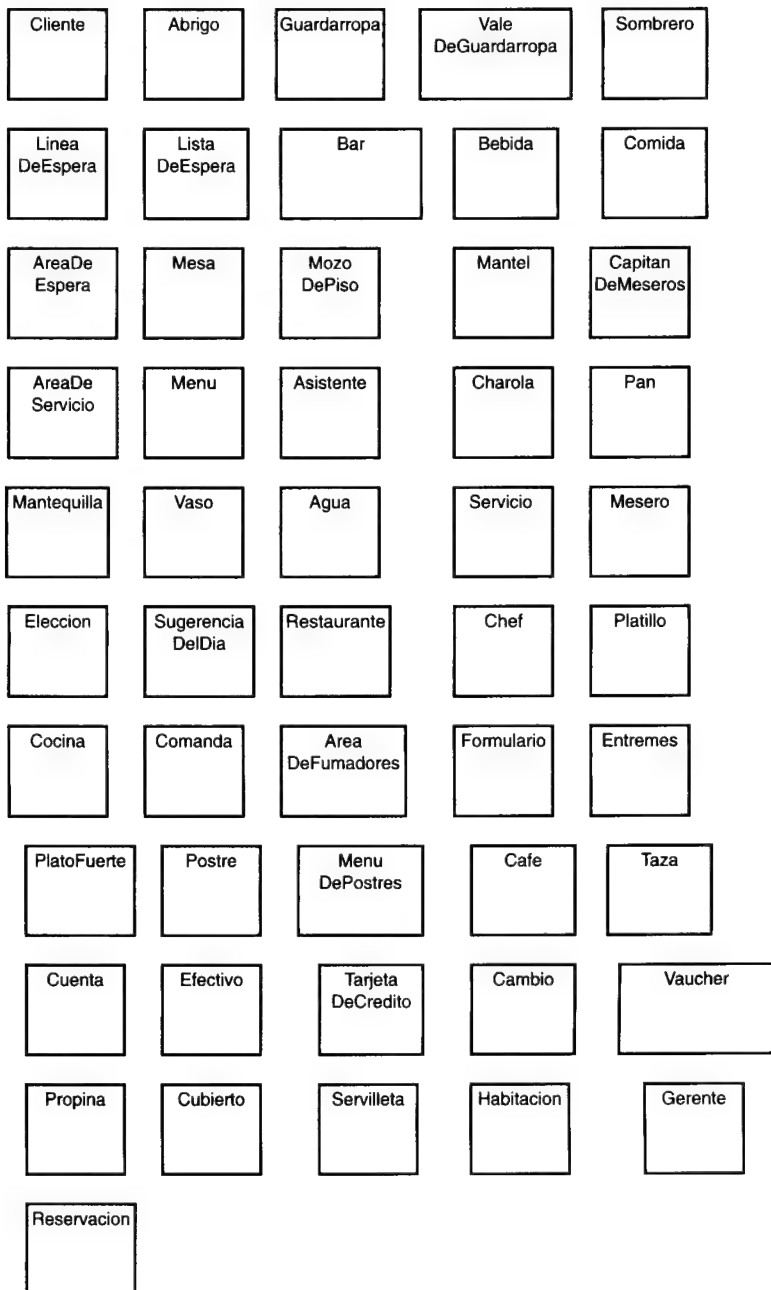 Cliente
Abrigo
Guardarropa
Vale
DeGuardarropa
Sombrero
Linea
DeEspera
Lista
DeEspera
Bar
Bebida
Comida
AreaDe
Espera
Mesa
Mozo
DePiso
Mantel
Capitan
DeMeseros
AreaDe
Servicio
Menu
Asistente
Charola
Pan
Mantequilla
Vaso
Agua
Servicio
Mesero
Eleccion
Sugerencia
DelDia
Restaurante
Chef
Platillo
Cocina
Comanda
Area
DeFumadores
Formulario
Entremes
PlatoFuerte
Postre
Menu
DePostres
Cafe
Taza
Cuenta
Efectivo
Tarjeta
DeCredito
Cambio
Vaucher
Propina
Cubierto
Servilleta
Habitacion
Gerente
Reservacion